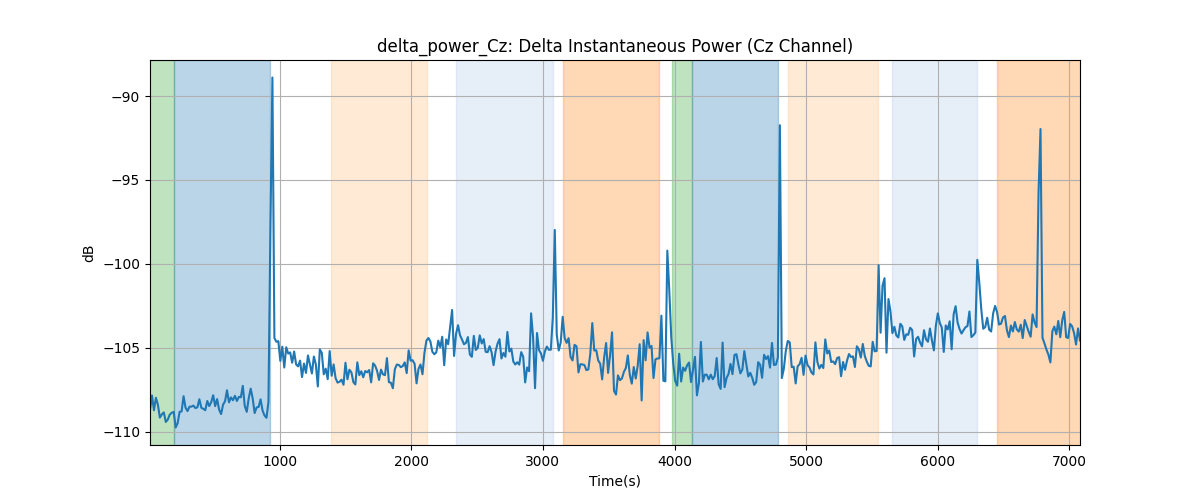 delta_power_Cz: Delta Instantaneous Power (Cz Channel)
−90
−95
−100
−105
−110
dB
1000 2000 3000 4000 5000 6000 7000
Time(s)